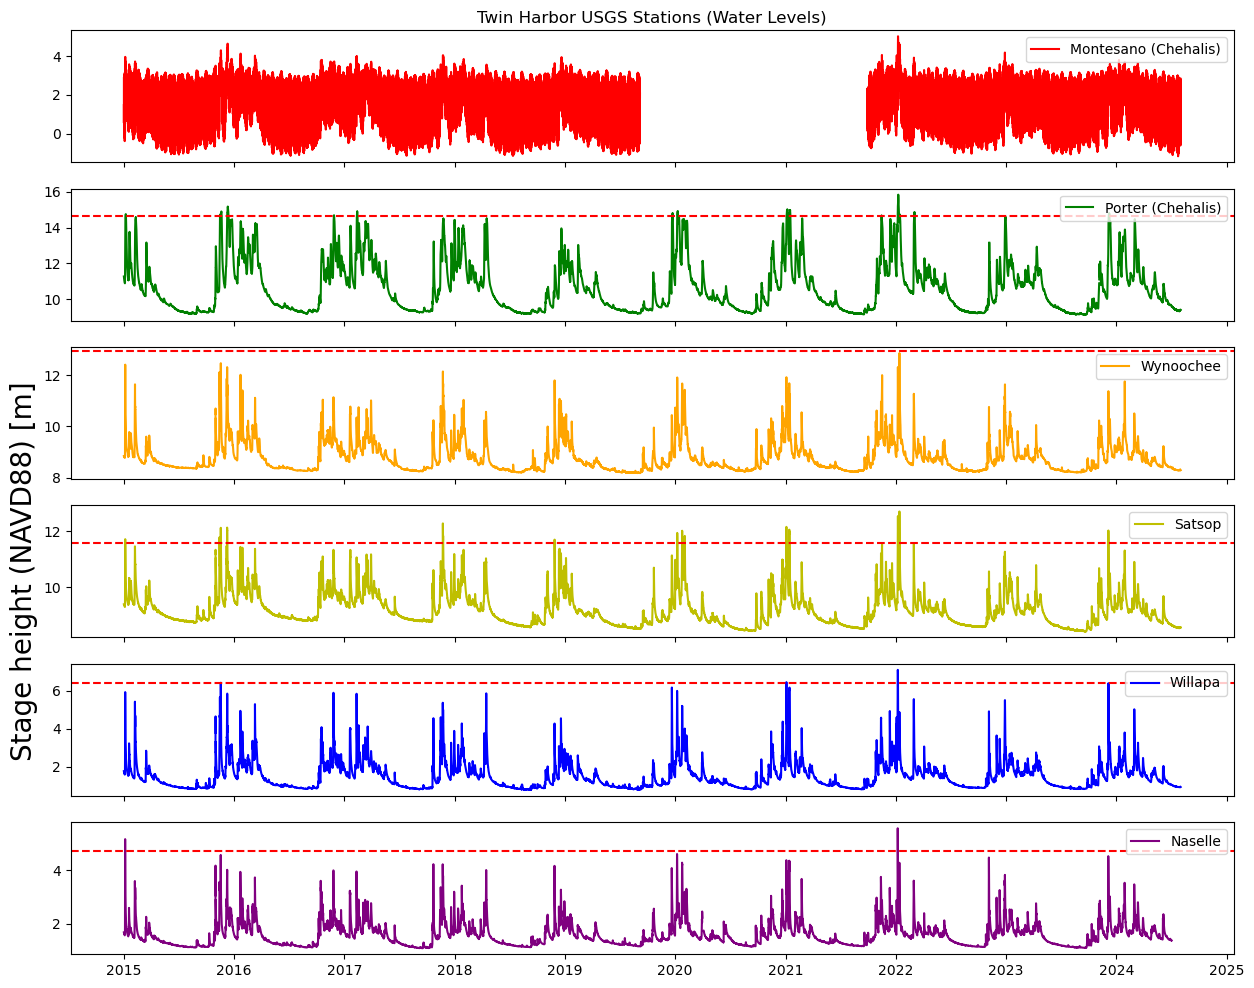 Twin Harbor USGS Stations (Water Levels)
4
2
0
Montesano (Chehalis)
16
14
12
10
Porter (Chehalis)
12
10
8
Wynoochee
12
10
Satsop
6
4
2
Willapa
4
2
Naselle
2015 2016 2017 2018 2019 2020 2021 2022 2023 2024 2025
Stage height (NAVD88) [m]